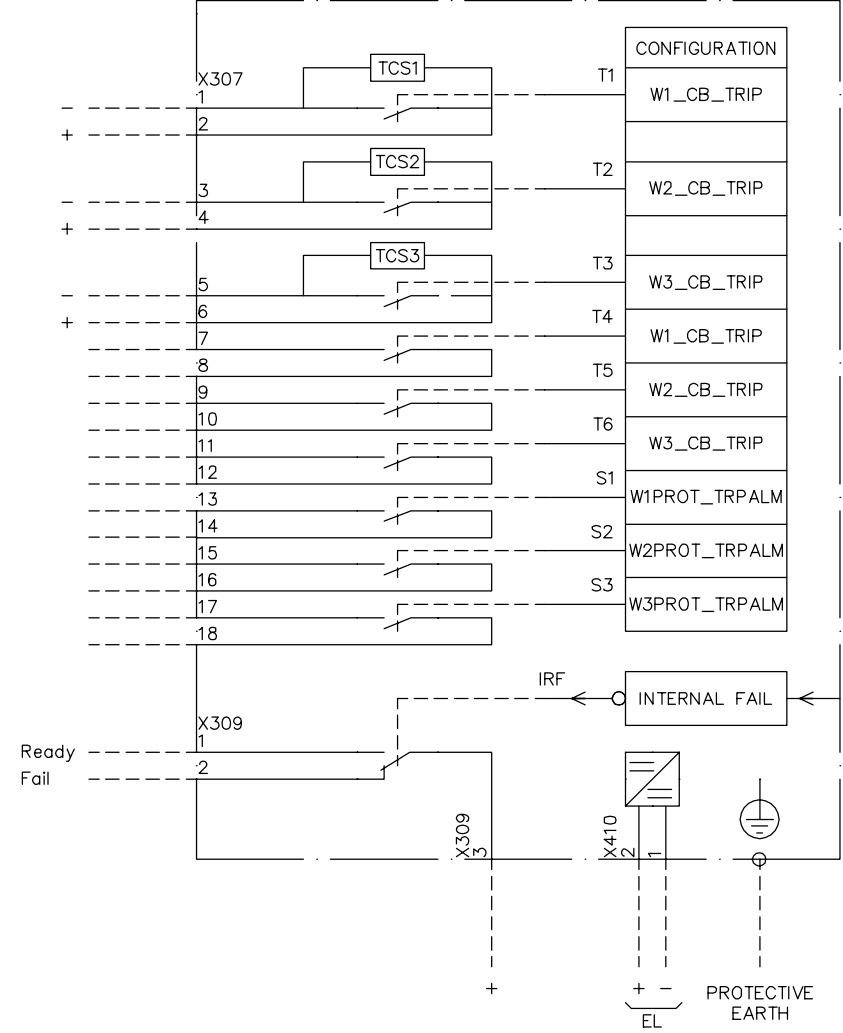 CONFIGURATION
TCS1
T1
X307
1
W1_CB_TRIP
-
2
+
TCS2
T2
3
W2_CB_TRIP
-
4
+
TCS3
T3
5
W3_CB_TRIP
-
6
T4
+
7
W1_CB_TRIP
8
T5
9
W2_CB_TRIP
10
T6
11
W3_CB_TRIP
12
S1
13
W1PROT_TRPALM
14
S2
15
W2PROT_TRPALM
16
S3
17
W3PROT_TRPALM
18
IRF
INTERNAL FAIL
X309
1
Ready
2
Fail
X309
3
X410
2
1
+
+ -
PROTECTIVE
EARTH
EL